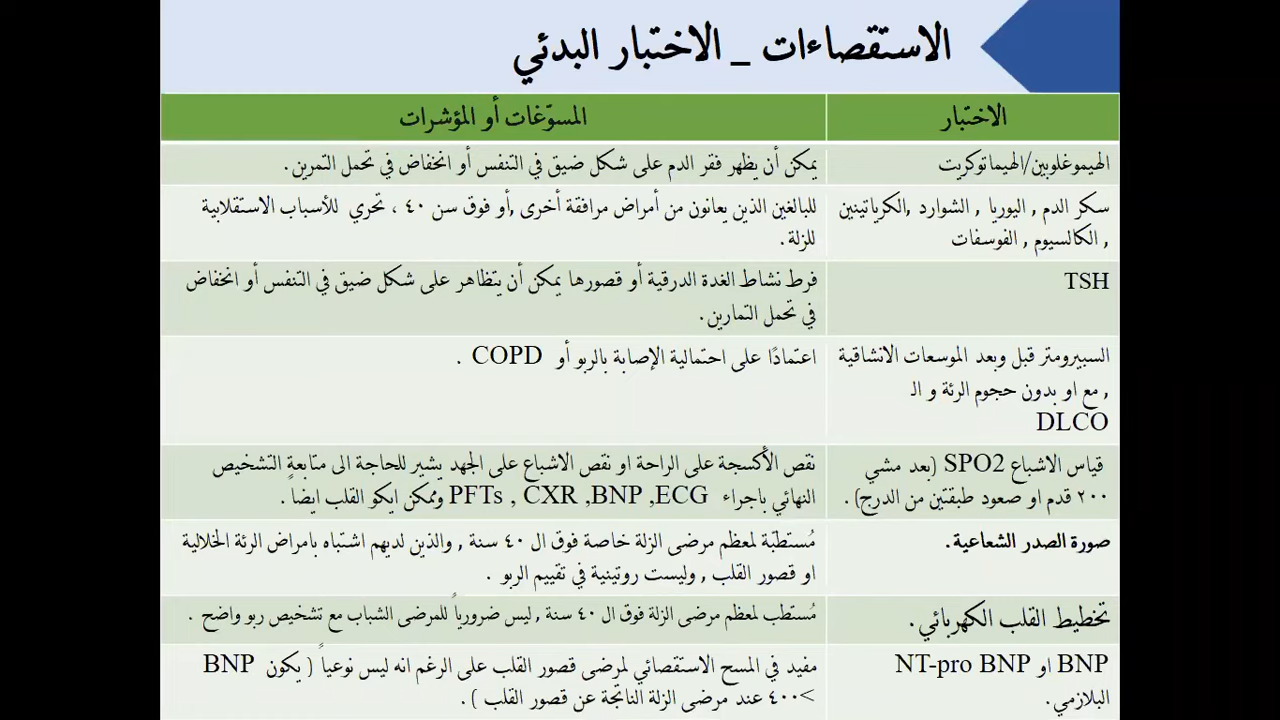 الاستقصاءات _ الاختبار البدئي
الاختبار
المسوّغات أو المؤشرات
الهيموغلوبين/الهيماتوكريت
يمكن أن يظهر فقر الدم على شكل ضيق في التنفس أو انخفاض في تحمل التمرين.
سكر الدم , اليوريا , الشوارد ,الكرياتينين
, الكالسيوم , الفوسفات
للبالغين الذين يعانون من أمراض مرافقة أخرى ,أو فوق سن ٤٠ ، تحري للأسباب الاستقلابية
للزلة.
TSH
فرط نشاط الغدة الدرقية أو قصورها يمكن أن يتظاهر على شكل ضيق في التنفس أو انخفاض
في تحمل التمارين.
السبيرومتر قبل وبعد الموسعات الانشاقية
, مع او بدون حجوم الرئة و الـ
DLCO
اعتمادًا على احتمالية الإصابة بالربو أو COPD .
قياس الاشباع SPO2 (بعد مشي
٢٠٠ قدم او صعود طبقتين من الدرج).
نقص الأكسجة على الراحة او نقص الاشباع على الجهد يشير للحاجة الى متابعة التشخيص
النهائي باجراء PFTs , CXR ,BNP ,ECG ويمكن ايكو القلب ايضاً.
صورة الصدر الشعاعية.
مُستطبّة لمعظم مرضى الزلة خاصة فوق ال ٤٠ سنة , والذين لديهم اشتباه بامراض الرئة الخلالية
او قصور القلب , وليست روتينية في تقييم الربو .
تخطيط القلب الكهربائي.
مُستطب لمعظم مرضى الزلة فوق ال ٤٠ سنة ,ليس ضرورياً للمرضى الشباب مع تشخيص ربو واضح .
BNP او NT-pro BNP
البلازمي.
مفيد في المسح الاستقصائي لمرضى قصور القلب على الرغم انه ليس نوعياً ( يكون BNP
>٤٠٠ عند مرضى الزلة الناتجة عن قصور القلب ).